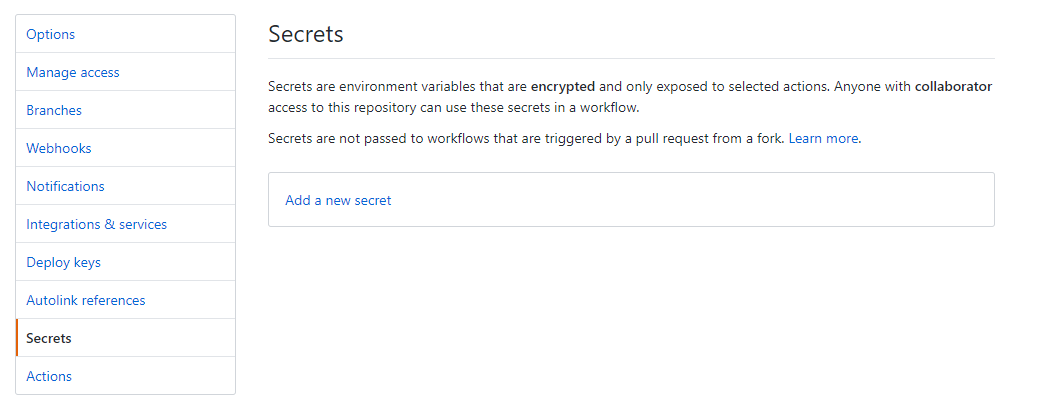 Options
Manage access
Branches
Webhooks
Notifications
Integrations & services
Deploy keys
Autolink references
Secrets
Actions
Secrets
Secrets are environment variables that are encrypted and only exposed to selected actions. Anyone with collaborator
access to this repository can use these secrets in a workflow.
Secrets are not passed to workflows that are triggered by a pull request from a fork. Learn more.
Add a new secret